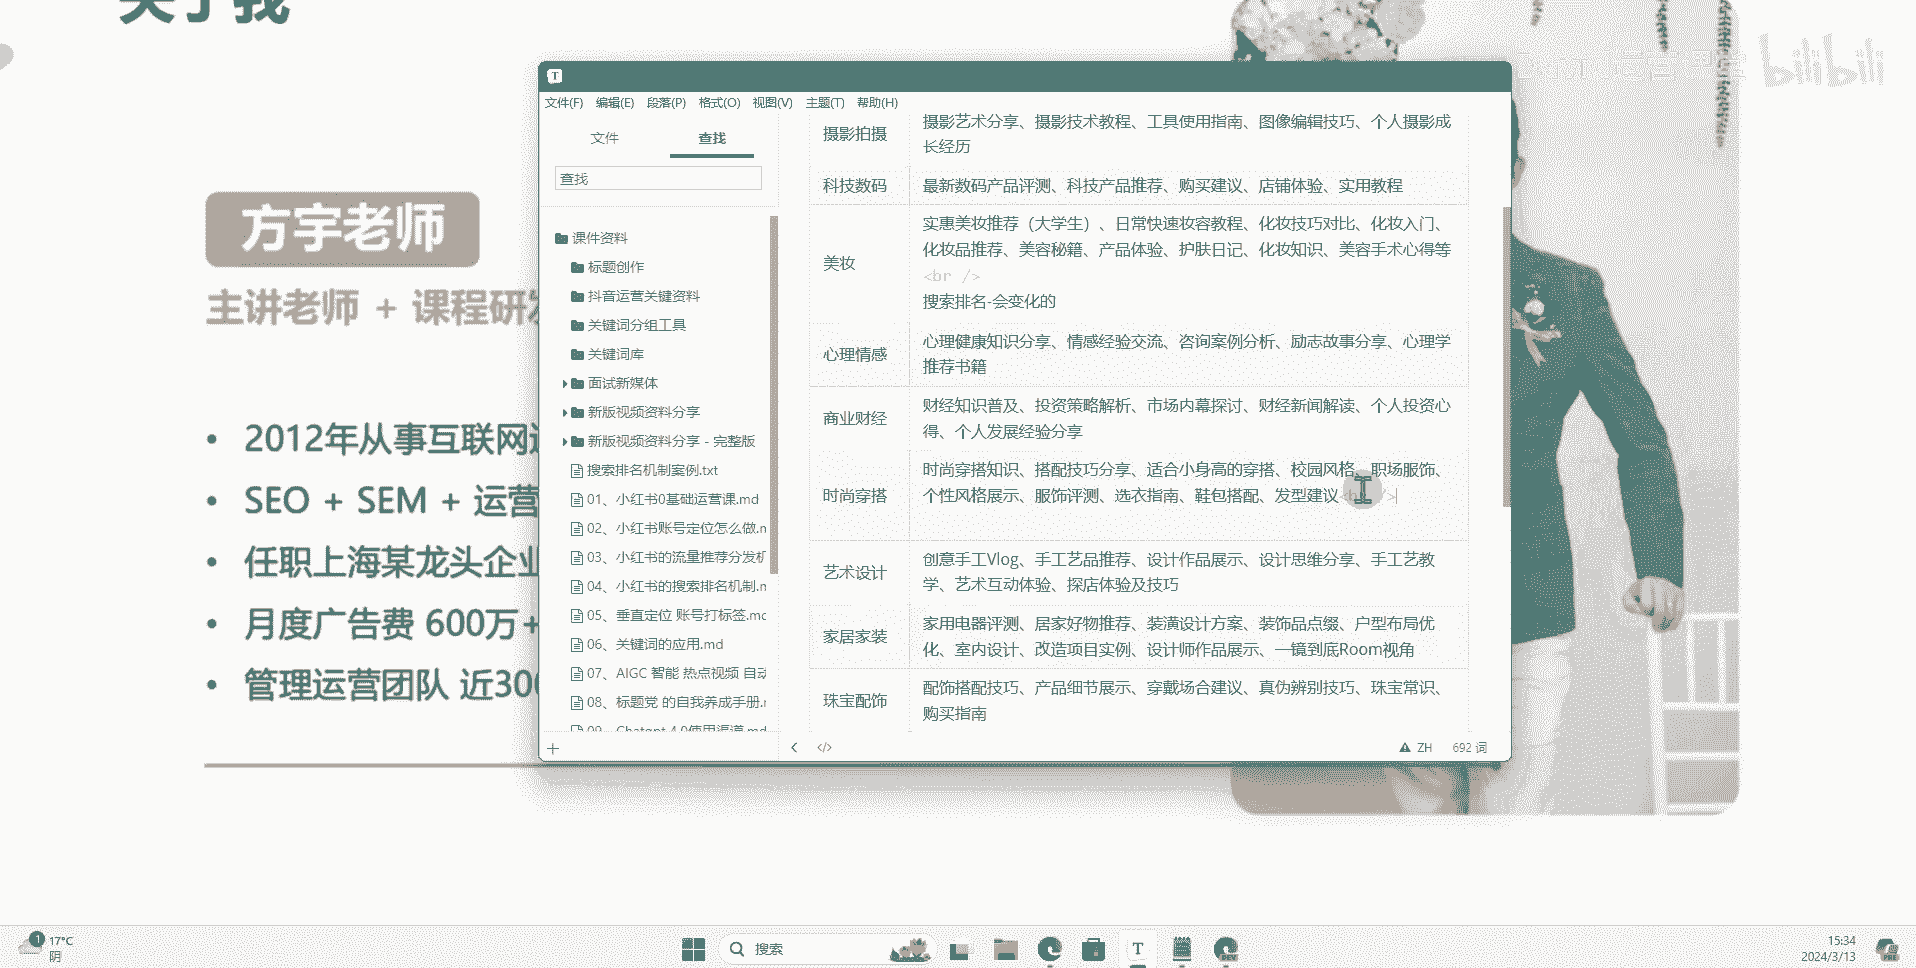 关于我
bilibili
方宇老师
主讲老师 + 课程研发
2012年从事互联网运
SEO + SEM + 运营
任职上海某龙头企业
月度广告费 600万+
管理运营团队 近300
T
文件(F) 编辑(E) 段落(P) 格式(O) 视图(V) 主题(T) 帮助(H)
文件 查找
查找
课件资料
标题创作
抖音运营关键资料
关键词分组工具
关键词库
面试新媒体
新版视频资料分享
新版视频资料分享 - 完整版
搜索排名机制案例.txt
01、小红书0基础运营课.md
02、小红书账号定位怎么做.m
03、小红书的流量推荐分发机
04、小红书的搜索排名机制.m
05、垂直定位 账号打标签.mc
06、关键词的应用.md
07、AIGC 智能 热点视频 自动
08、标题党 的自我养成手册.r
09、Chatgpt 4.0使用渠道.md
摄影拍摄
摄影艺术分享、摄影技术教程、工具使用指南、图像编辑技巧、个人摄影成
长经历
科技数码
最新数码产品评测、科技产品推荐、购买建议、店铺体验、实用教程
美妆
实惠美妆推荐（大学生）、日常快速妆容教程、化妆技巧对比、化妆入门、
化妆品推荐、美容秘籍、产品体验、护肤日记、化妆知识、美容手术心得等
<br />
搜索排名-会变化的
心理情感
心理健康知识分享、情感经验交流、咨询案例分析、励志故事分享、心理学
推荐书籍
商业财经
财经知识普及、投资策略解析、市场内幕探讨、财经新闻解读、个人投资心
得、个人发展经验分享
时尚穿搭
时尚穿搭知识、搭配技巧分享、适合小身高的穿搭、校园风格、职场服饰、
个性风格展示、服饰评测、选衣指南、鞋包搭配、发型建议<br />
艺术设计
创意手工Vlog、手工艺品推荐、设计作品展示、设计思维分享、手工艺教
学、艺术互动体验、探店体验及技巧
家居家装
家用电器评测、居家好物推荐、装潢设计方案、装饰品点缀、户型布局优
化、室内设计、改造项目实例、设计师作品展示、一镜到底Room视角
珠宝配饰
配饰搭配技巧、产品细节展示、穿戴场合建议、真伪辨别技巧、珠宝常识、
购买指南
+ < </> ZH 692 词
1 17°C
阴
搜索
T
DEV
15:34
2024/3/13
PRE